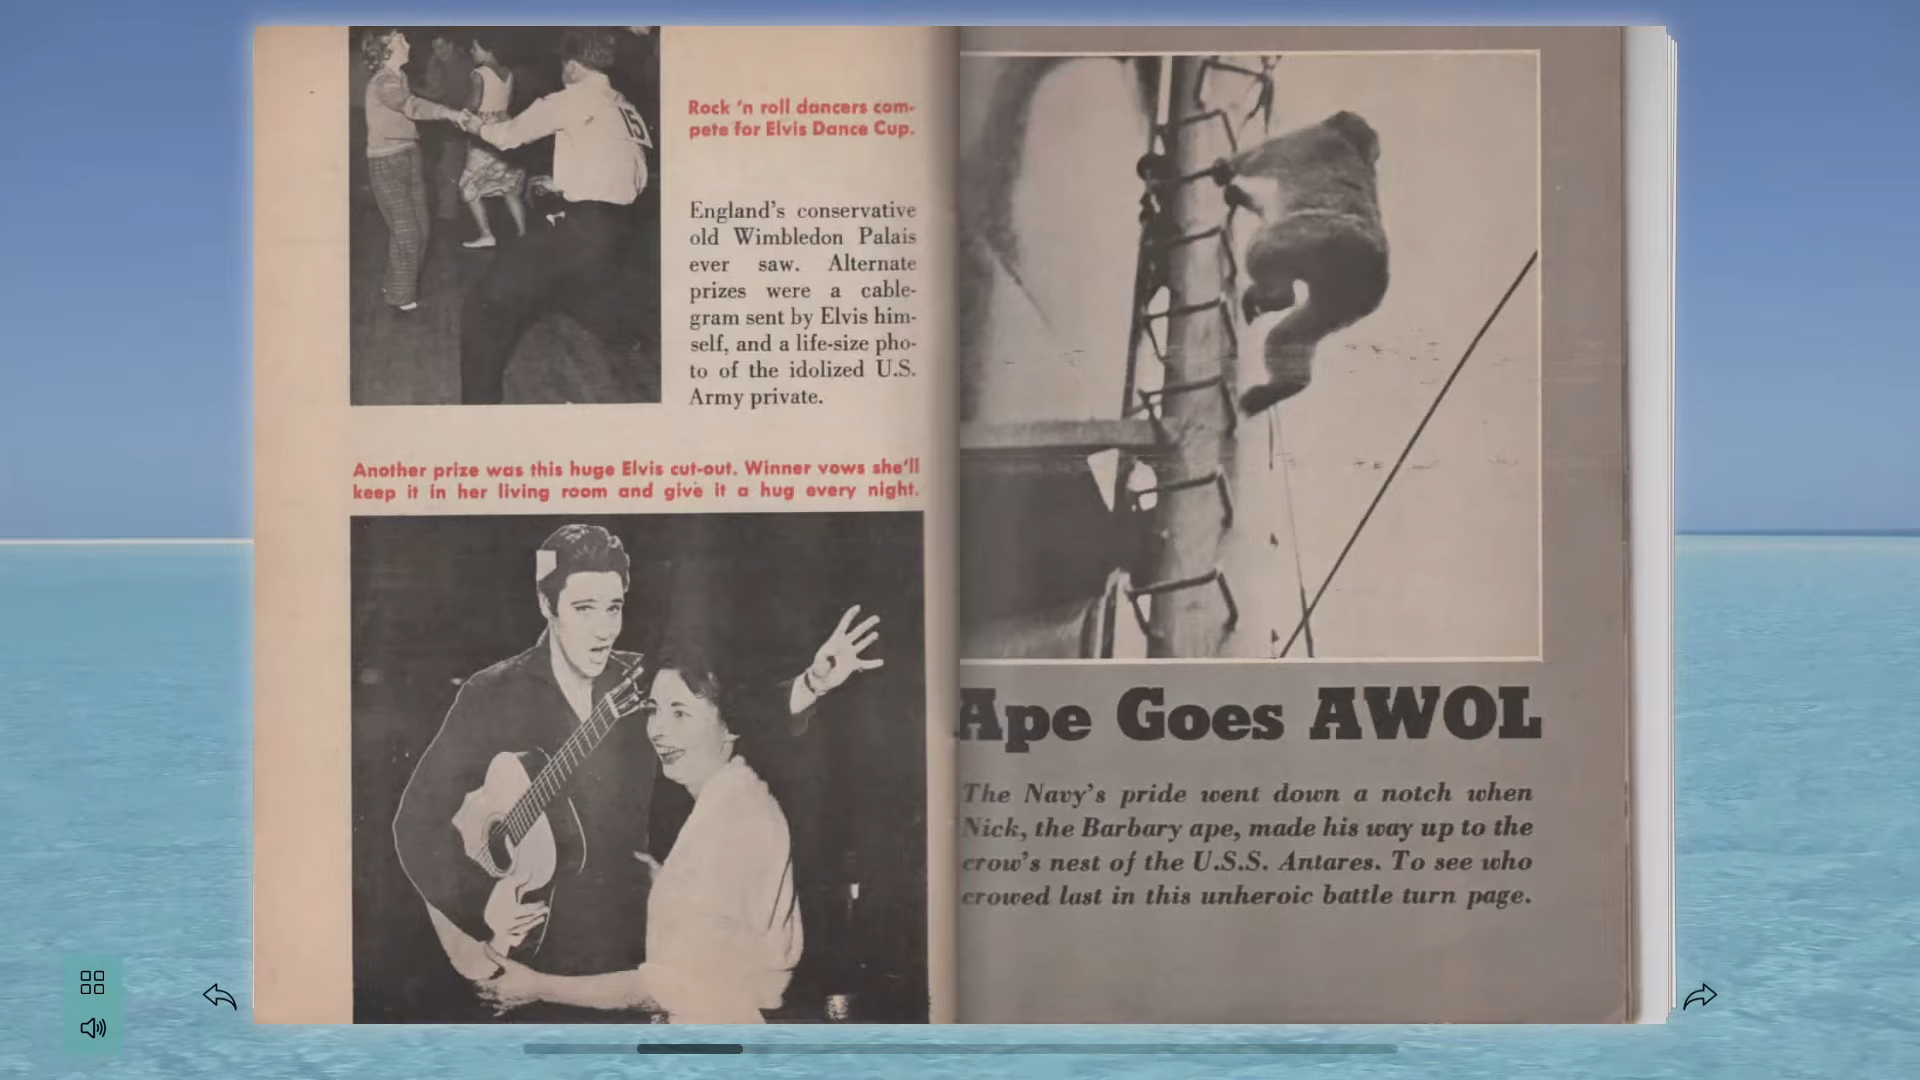 15
Rock 'n roll dancers com-
pete for Elvis Dance Cup.
England's conservative
old Wimbledon Palais
ever saw. Alternate
prizes were a cable-
gram sent by Elvis him-
self, and a life-size pho-
to of the idolized U.S.
Army private.
Another prize was this huge Elvis cut-out. Winner vows she'll
keep it in her living room and give it a hug every night.
Ape Goes AWOL
The Navy's pride went down a notch when
Nick, the Barbary ape, made his way up to the
crow's nest of the U.S.S. Antares. To see who
crowed last in this unheroic battle turn page.